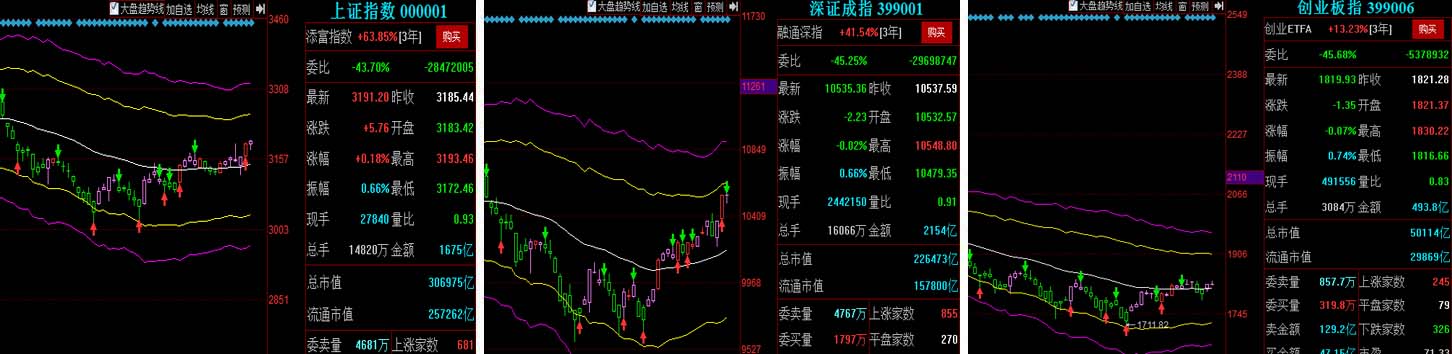 大盘趋势线 加自选 均线 窗 预测
3460
3308
3157
3003
2851
上证指数 000001
添富指数 +63.85%[3年] 购买
委比 -43.70% -28472005
最新 3191.20 昨收 3185.44
涨跌 +5.76 开盘 3183.42
涨幅 +0.18% 最高 3193.46
振幅 0.66% 最低 3172.46
现手 27840 量比 0.93
总手 14820万 金额 1675亿
总市值 306975亿
流通市值 257262亿
委卖量 4681万 上涨家数 681
大盘趋势线 加自选 均线 窗 预测
11730
11261
10849
10409
9968
9527
深证成指 399001
融通深指 +41.54%[3年] 购买
委比 -45.25% -29698747
最新 10535.36 昨收 10537.59
涨跌 -2.23 开盘 10532.57
涨幅 -0.02% 最高 10548.80
振幅 0.66% 最低 10479.35
现手 2442150 量比 0.91
总手 16066万 金额 2154亿
总市值 226473亿
流通市值 157800亿
委卖量 4767万 上涨家数 855
委买量 1797万 平盘家数 270
大盘趋势线 加自选 均线 窗 预测
2549
2388
2227
2110
2066
1906
1745
1711.82
创业板指 399006
创业ETFA +13.23%[3年] 购买
委比 -45.68% -5378932
最新 1819.93 昨收 1821.28
涨跌 -1.35 开盘 1821.37
涨幅 -0.07% 最高 1830.22
振幅 0.74% 最低 1816.66
现手 491556 量比 0.83
总手 3084万 金额 493.8亿
总市值 50114亿
流通市值 29869亿
委卖量 857.7万 上涨家数 245
委买量 319.8万 平盘家数 79
卖金额 129.2亿 下跌家数 326